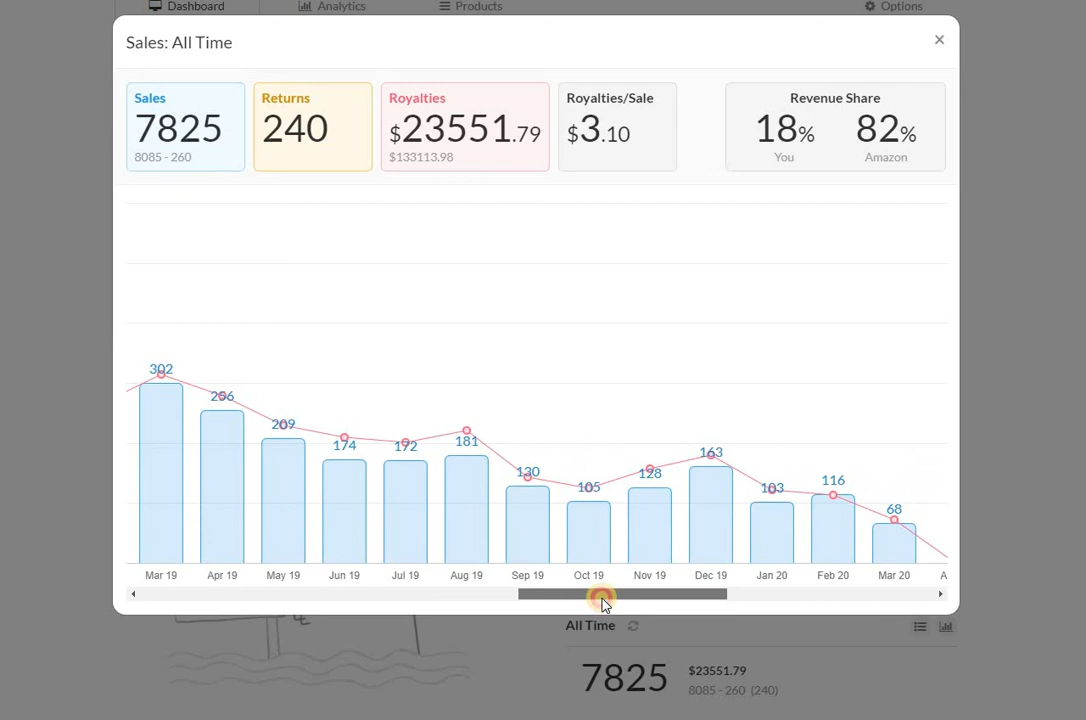 Dashboard Analytics Products Options
Sales: All Time ×
Sales
7825
8085 - 260
Returns
240
Royalties
$23551.79
$133113.98
Royalties/Sale
$3.10
Revenue Share
18% 82%
You Amazon
302 256 209 174 172 181 130 105 128 163 103 116 68
Mar 19 Apr 19 May 19 Jun 19 Jul 19 Aug 19 Sep 19 Oct 19 Nov 19 Dec 19 Jan 20 Feb 20 Mar 20 A
All Time
7825
$23551.79
8085 - 260 (240)